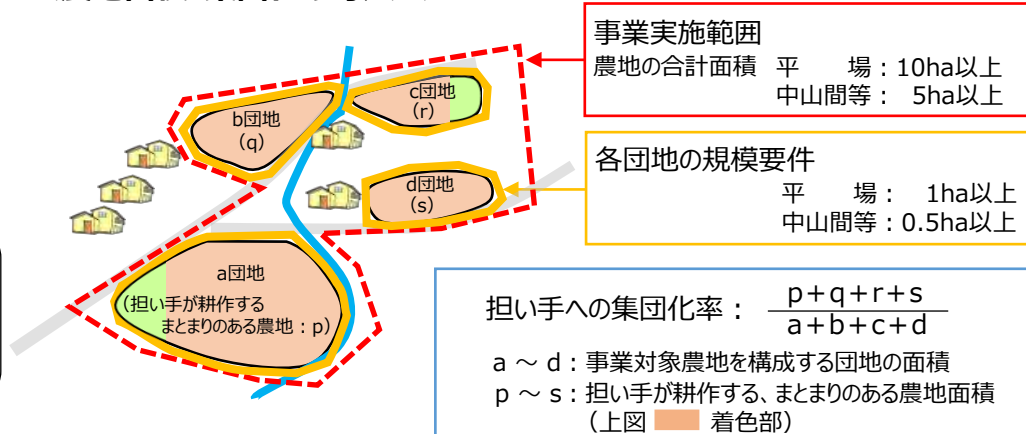 事業実施範囲
農地の合計面積 平　　場：10ha以上
中山間等： 5ha以上
c団地
(r)
b団地
(q)
d団地
(s)
各団地の規模要件
平　　場： 1ha以上
中山間等：0.5ha以上
a団地
(担い手が耕作する
まとまりのある農地：p)
担い手への集団化率： p+q+r+s
a+b+c+d
a ～ d：事業対象農地を構成する団地の面積
p ～ s：担い手が耕作する、まとまりのある農地面積
(上図 着色部)